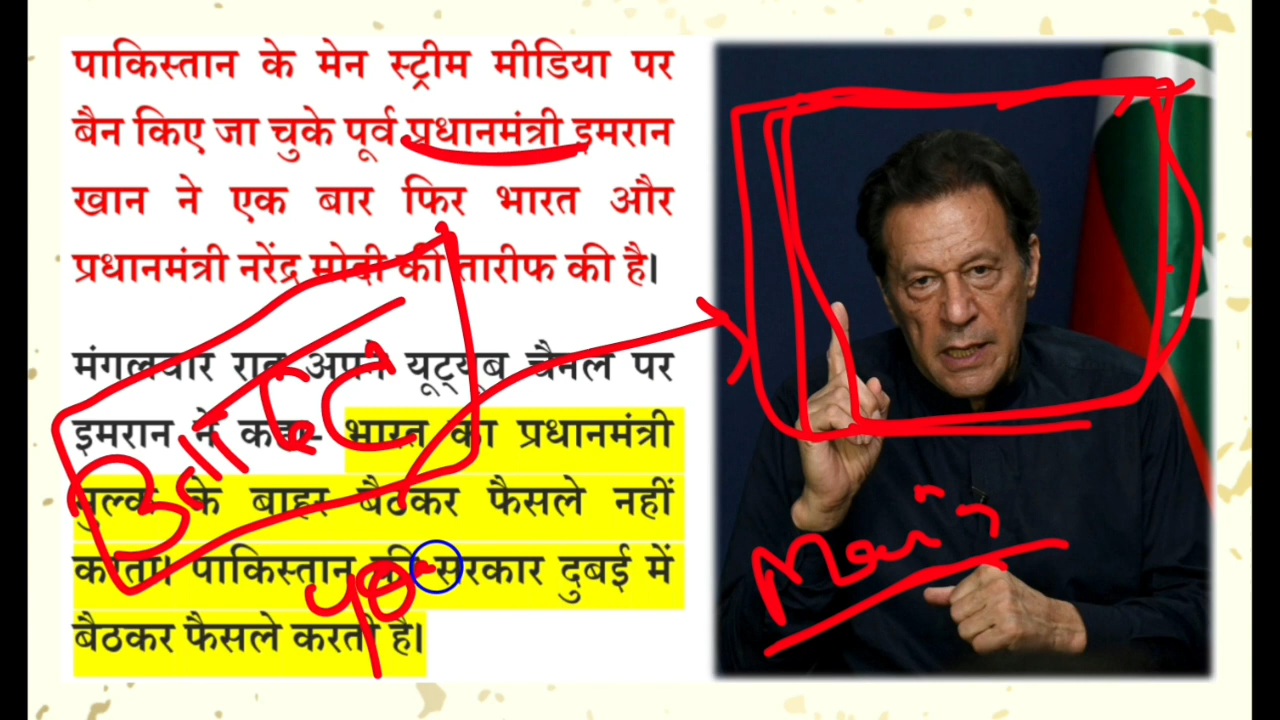 पाकिस्तान के मेन स्ट्रीम मीडिया पर
बैन किए जा चुके पूर्व प्रधानमंत्री इमरान
खान ने एक बार फिर भारत और
प्रधानमंत्री नरेंद्र मोदी की तारीफ की है।
मंगलवार रात अपने यूट्यूब चैनल पर
इमरान ने कहा- भारत का प्रधानमंत्री
मुल्क के बाहर बैठकर फैसले नहीं
करता। पाकिस्तान की सरकार दुबई में
बैठकर फैसले करती है।